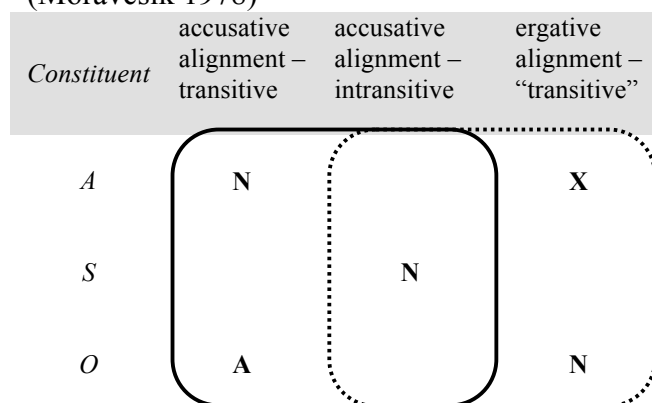 (Moravcsik 1978)
accusative accusative ergative
alignment – alignment – alignment –
Constituent
transitive intransitive “transitive”
A N X
S N
O A N